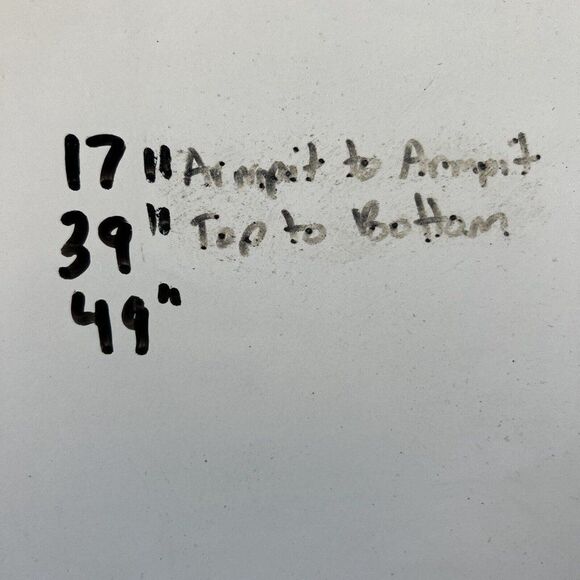 17" Armpit to Armpit
39" Top to Bottom
49"